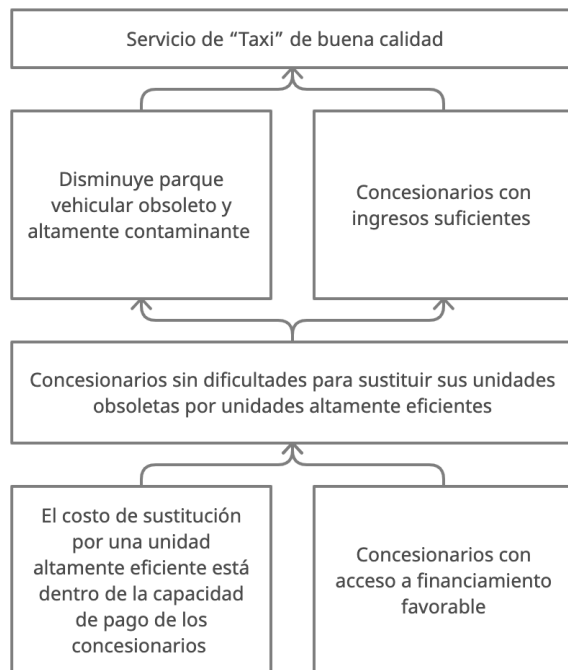 Servicio de “Taxi” de buena calidad
Disminuye parque
vehicular obsoleto y
altamente contaminante
Concesionarios con
ingresos suficientes
Concesionarios sin dificultades para sustituir sus unidades
obsoletas por unidades altamente eficientes
El costo de sustitución
por una unidad
altamente eficiente está
dentro de la capacidad
de pago de los
concesionarios
Concesionarios con
acceso a financiamiento
favorable